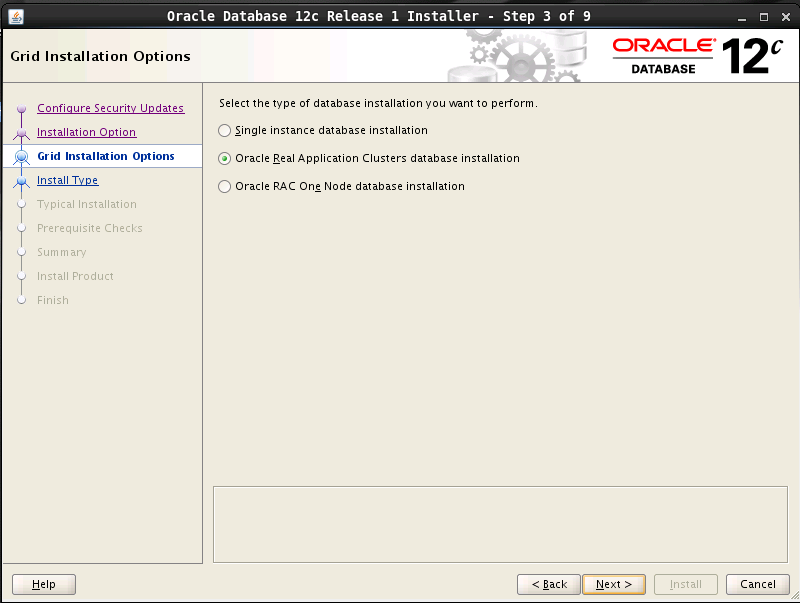 Oracle Database 12c Release 1 Installer - Step 3 of 9
Grid Installation Options
ORACLE®
DATABASE
12c
Configure Security Updates
Installation Option
Grid Installation Options
Install Type
Typical Installation
Prerequisite Checks
Summary
Install Product
Finish
Select the type of database installation you want to perform.
Single instance database installation
Oracle Real Application Clusters database installation
Oracle RAC One Node database installation
Help
< Back
Next >
Install
Cancel